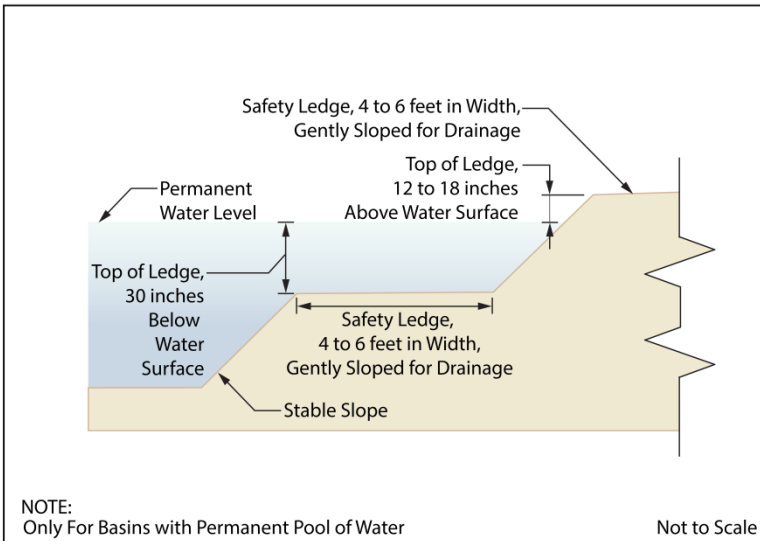 Safety Ledge, 4 to 6 feet in Width,
Gently Sloped for Drainage
Top of Ledge,
12 to 18 inches
Above Water Surface
Permanent
Water Level
Top of Ledge,
30 inches
Below
Water
Surface
Safety Ledge,
4 to 6 feet in Width,
Gently Sloped for Drainage
Stable Slope
NOTE:
Only For Basins with Permanent Pool of Water
Not to Scale